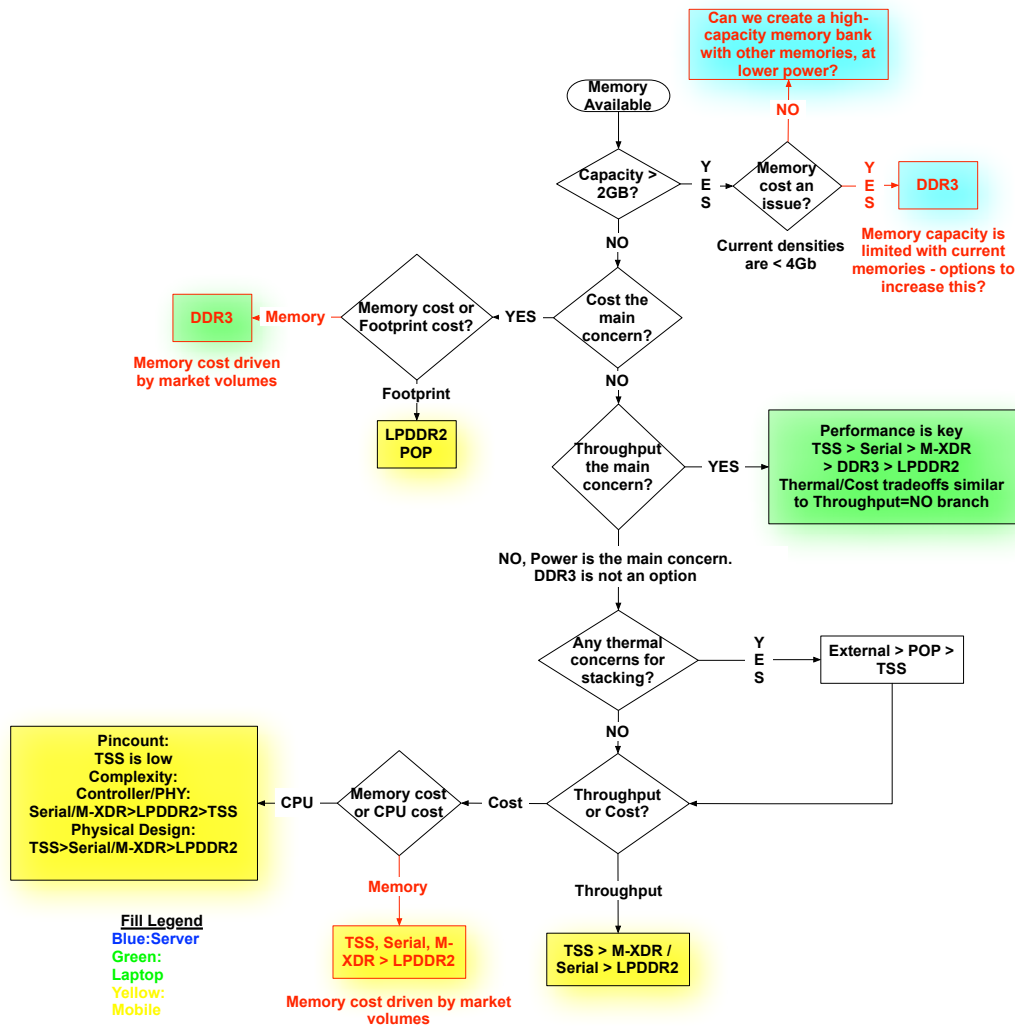 Can we create a high-
capacity memory bank
with other memories, at
lower power?
Memory
Available
NO
Capacity >
2GB?
Y
E
S
Memory
cost an
issue?
Y
E
S
DDR3
NO
Current densities
are < 4Gb
Memory capacity is
limited with current
memories - options to
increase this?
DDR3
Memory
Memory cost or
Footprint cost?
YES
Cost the
main
concern?
Memory cost driven
by market volumes
Footprint
NO
LPDDR2
POP
Throughput
the main
concern?
YES
Performance is key
TSS > Serial > M-XDR
> DDR3 > LPDDR2
Thermal/Cost tradeoffs similar
to Throughput=NO branch
NO, Power is the main concern.
DDR3 is not an option
Any thermal
concerns for
stacking?
Y
E
S
External > POP >
TSS
NO
Pincount:
TSS is low
Complexity:
Controller/PHY:
Serial/M-XDR>LPDDR2>TSS
Physical Design:
TSS>Serial/M-XDR>LPDDR2
CPU
Memory cost
or CPU cost
Cost
Throughput
or Cost?
Memory
Throughput
TSS, Serial, M-
XDR > LPDDR2
TSS > M-XDR /
Serial > LPDDR2
Memory cost driven by market
volumes
Fill Legend
Blue:Server
Green:
Laptop
Yellow:
Mobile